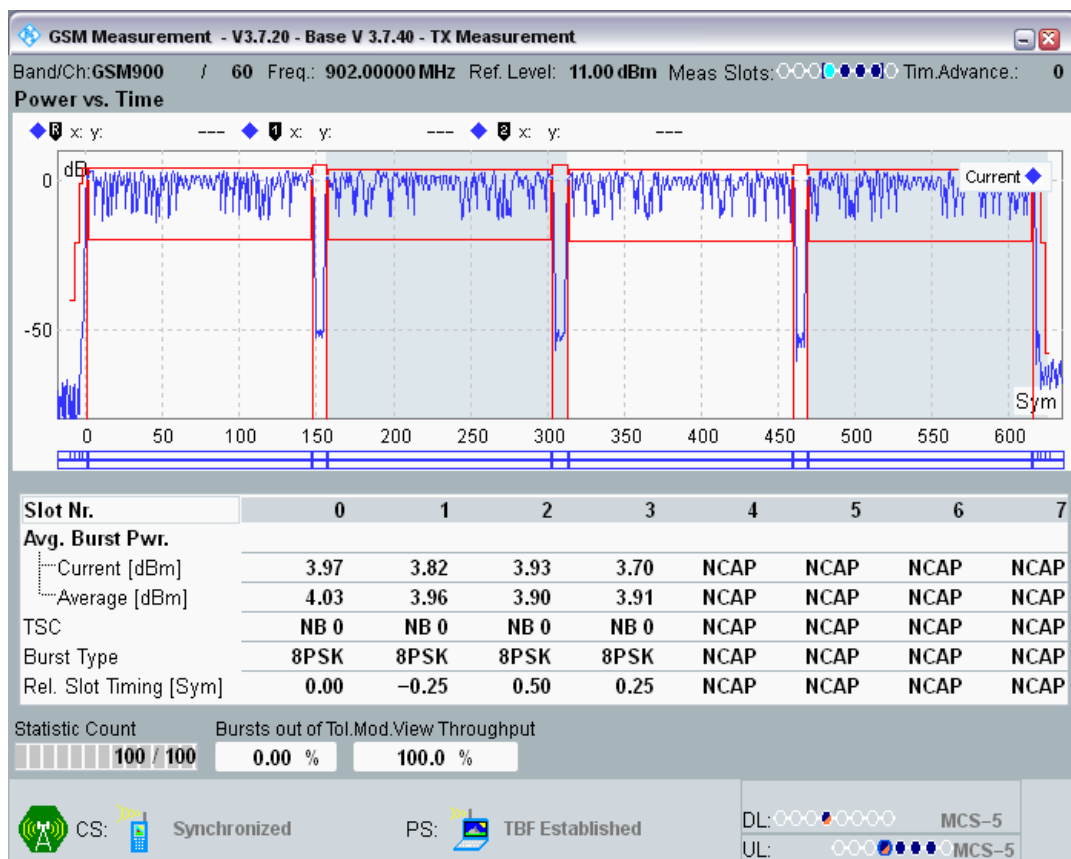 GSM Measurement - V3.7.20 - Base V 3.7.40 - TX Measurement
Band/Ch: GSM900 / 60 Freq.: 902.00000 MHz Ref. Level: 11.00 dBm Meas Slots: Tim.Advance.: 0
Power vs. Time
R x: y: --- 1 x: y: --- 2 x: y: ---
dB
Current
0
-50
Sym
0 50 100 150 200 250 300 350 400 450 500 550 600
Slot Nr. 0 1 2 3 4 5 6 7
Avg. Burst Pwr.
Current [dBm] 3.97 3.82 3.93 3.70 NCAP NCAP NCAP NCAP
Average [dBm] 4.03 3.96 3.90 3.91 NCAP NCAP NCAP NCAP
TSC NB 0 NB 0 NB 0 NB 0 NCAP NCAP NCAP NCAP
Burst Type 8PSK 8PSK 8PSK 8PSK NCAP NCAP NCAP NCAP
Rel. Slot Timing [Sym] 0.00 −0.25 0.50 0.25 NCAP NCAP NCAP NCAP
Statistic Count Bursts out of Tol. Mod.View Throughput
100 / 100 0.00 % 100.0 %
DL: MCS–5
CS: Synchronized PS: TBF Established
UL: MCS–5